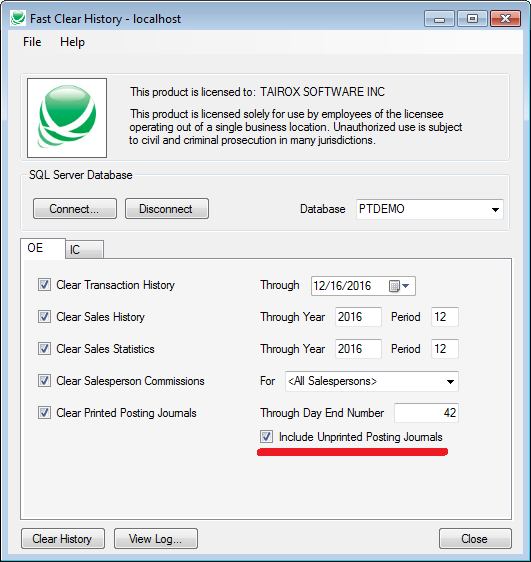 Fast Clear History - localhost
File Help
This product is licensed to: TAIROX SOFTWARE INC
This product is licensed solely for use by employees of the licensee
operating out of a single business location. Unauthorized use is subject
to civil and criminal prosecution in many jurisdictions.
SQL Server Database
Connect... Disconnect Database PTDEMO
OE IC
Clear Transaction History Through 12/16/2016
Clear Sales History Through Year 2016 Period 12
Clear Sales Statistics Through Year 2016 Period 12
Clear Salesperson Commissions For <All Salespersons>
Clear Printed Posting Journals Through Day End Number 42
Include Unprinted Posting Journals
Clear History View Log... Close